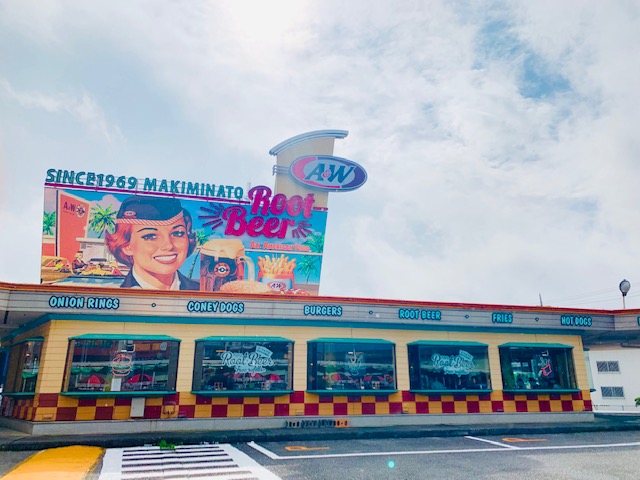 SINCE1969 MAKIMINATO
A&W
Root
Beer
A&W
ONION RINGS
CONEY DOGS
BURGERS
ROOT BEER
FRIES
HOT DOGS
Root Beer
Root Beer